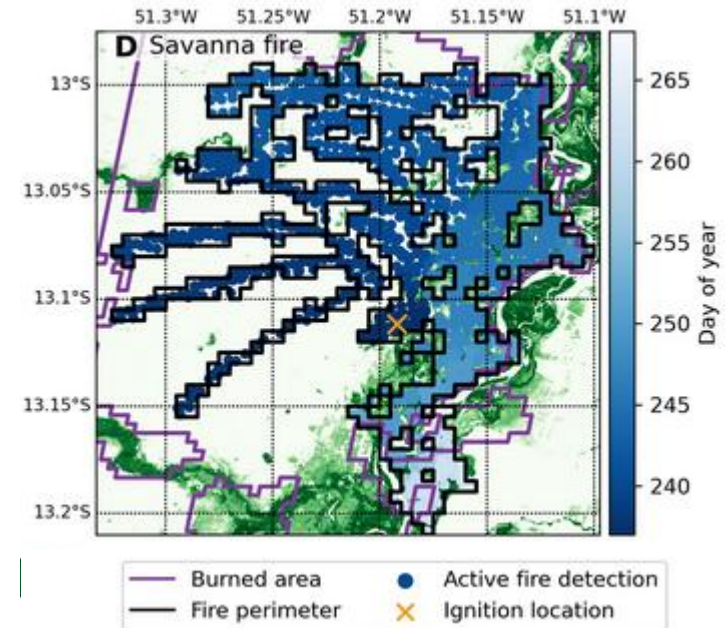 51.3°W 51.25°W 51.2°W 51.15°W 51.1°W
D Savanna fire
13°S
13.05°S
13.1°S
13.15°S
13.2°S
265
260
255
250
245
240
Day of year
Burned area
Active fire detection
Fire perimeter
Ignition location